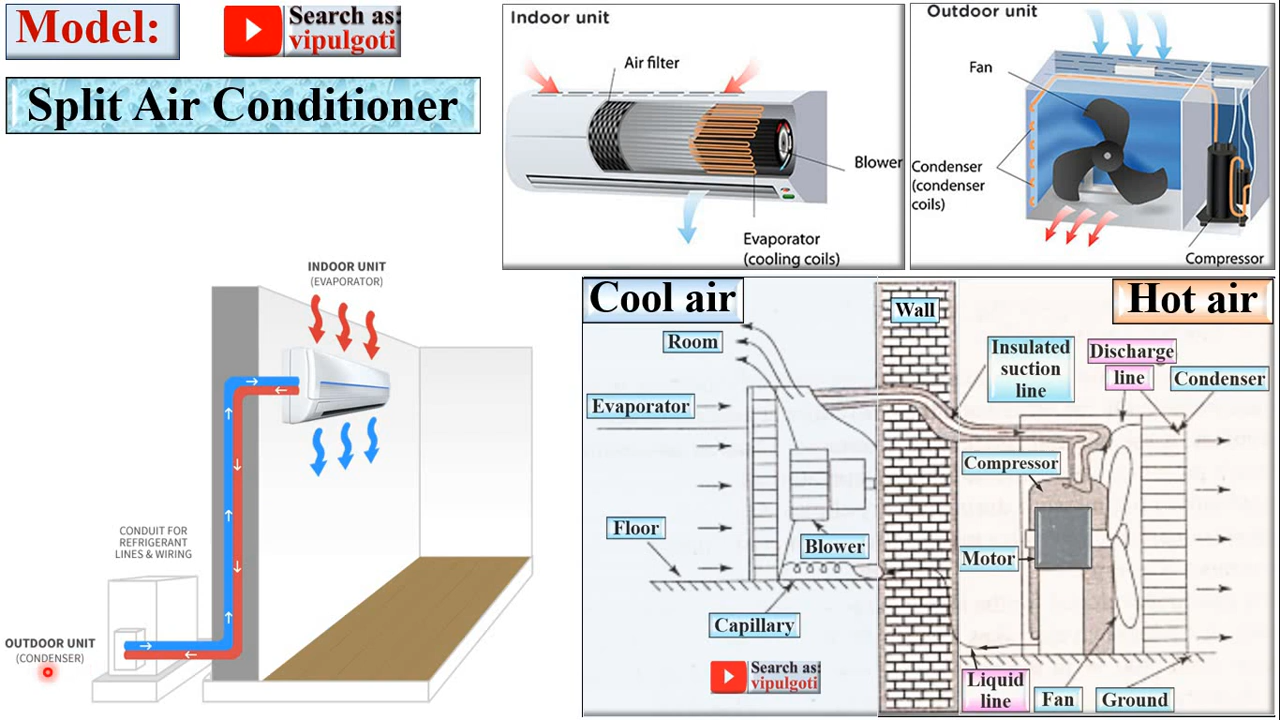 Model:
Search as:
vipulgoti
Split Air Conditioner
Indoor unit
Air filter
Blower
Evaporator
(cooling coils)
Outdoor unit
Fan
Condenser
(condenser
coils)
Compressor
INDOOR UNIT
(EVAPORATOR)
CONDUIT FOR
REFRIGERANT
LINES & WIRING
OUTDOOR UNIT
(CONDENSER)
Cool air
Wall
Hot air
Room
Insulated
suction
line
Discharge
line
Condenser
Evaporator
Compressor
Floor
Blower
Motor
Capillary
Search as:
vipulgoti
Liquid
line
Fan
Ground